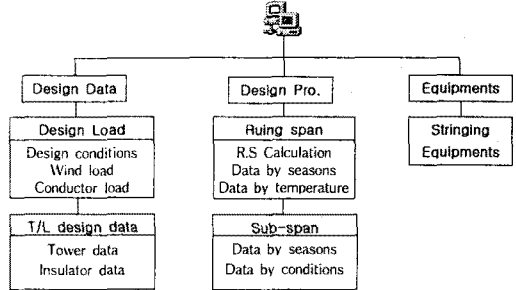 Design Data
Design Load
Design conditions
Wind load
Conductor load
T/L design data
Tower data
Insulator data
Design Pro.
Ruing span
R.S Calculation
Data by seasons
Data by temperature
Sub-span
Data by seasons
Data by conditions
Equipments
Stringing
Equipments